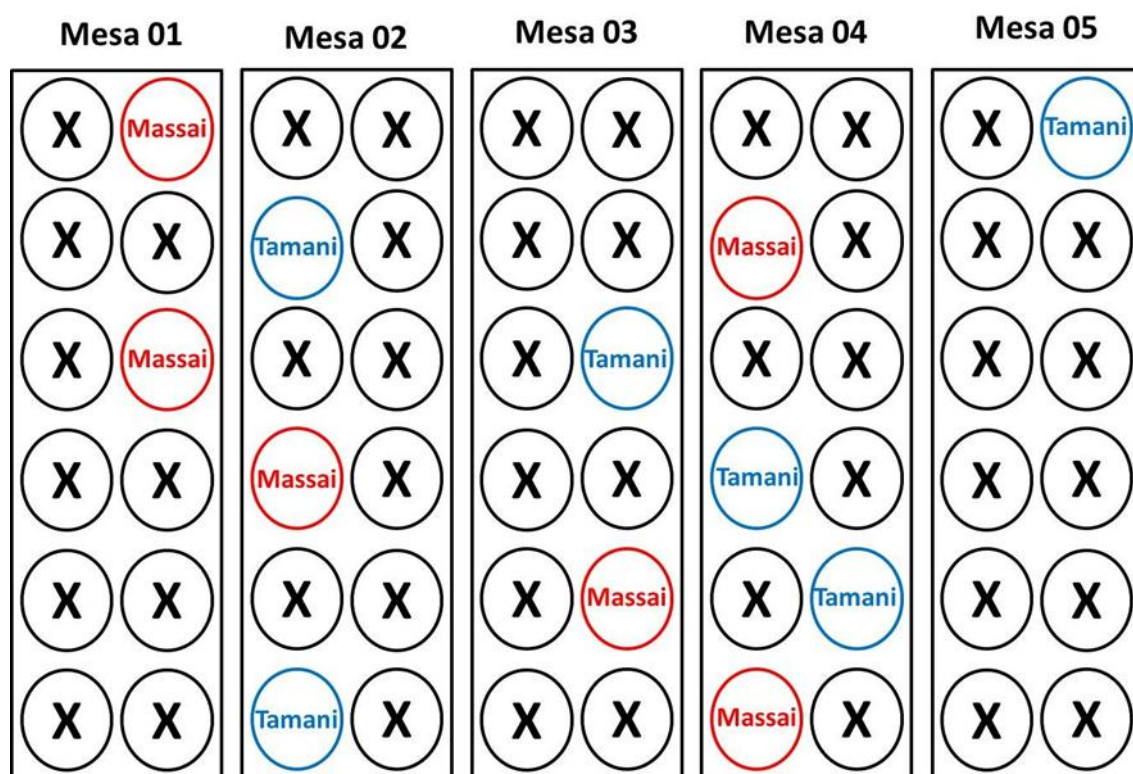 Mesa 01 Mesa 02 Mesa 03 Mesa 04 Mesa 05
X Massai X X X X X X X Tamani
X X Tamani X X X Massai X X X
X Massai X X X Tamani X X X X
X X Massai X X X Tamani X X X
X X X X X Massai X Tamani X X
X X Tamani X X X Massai X X X